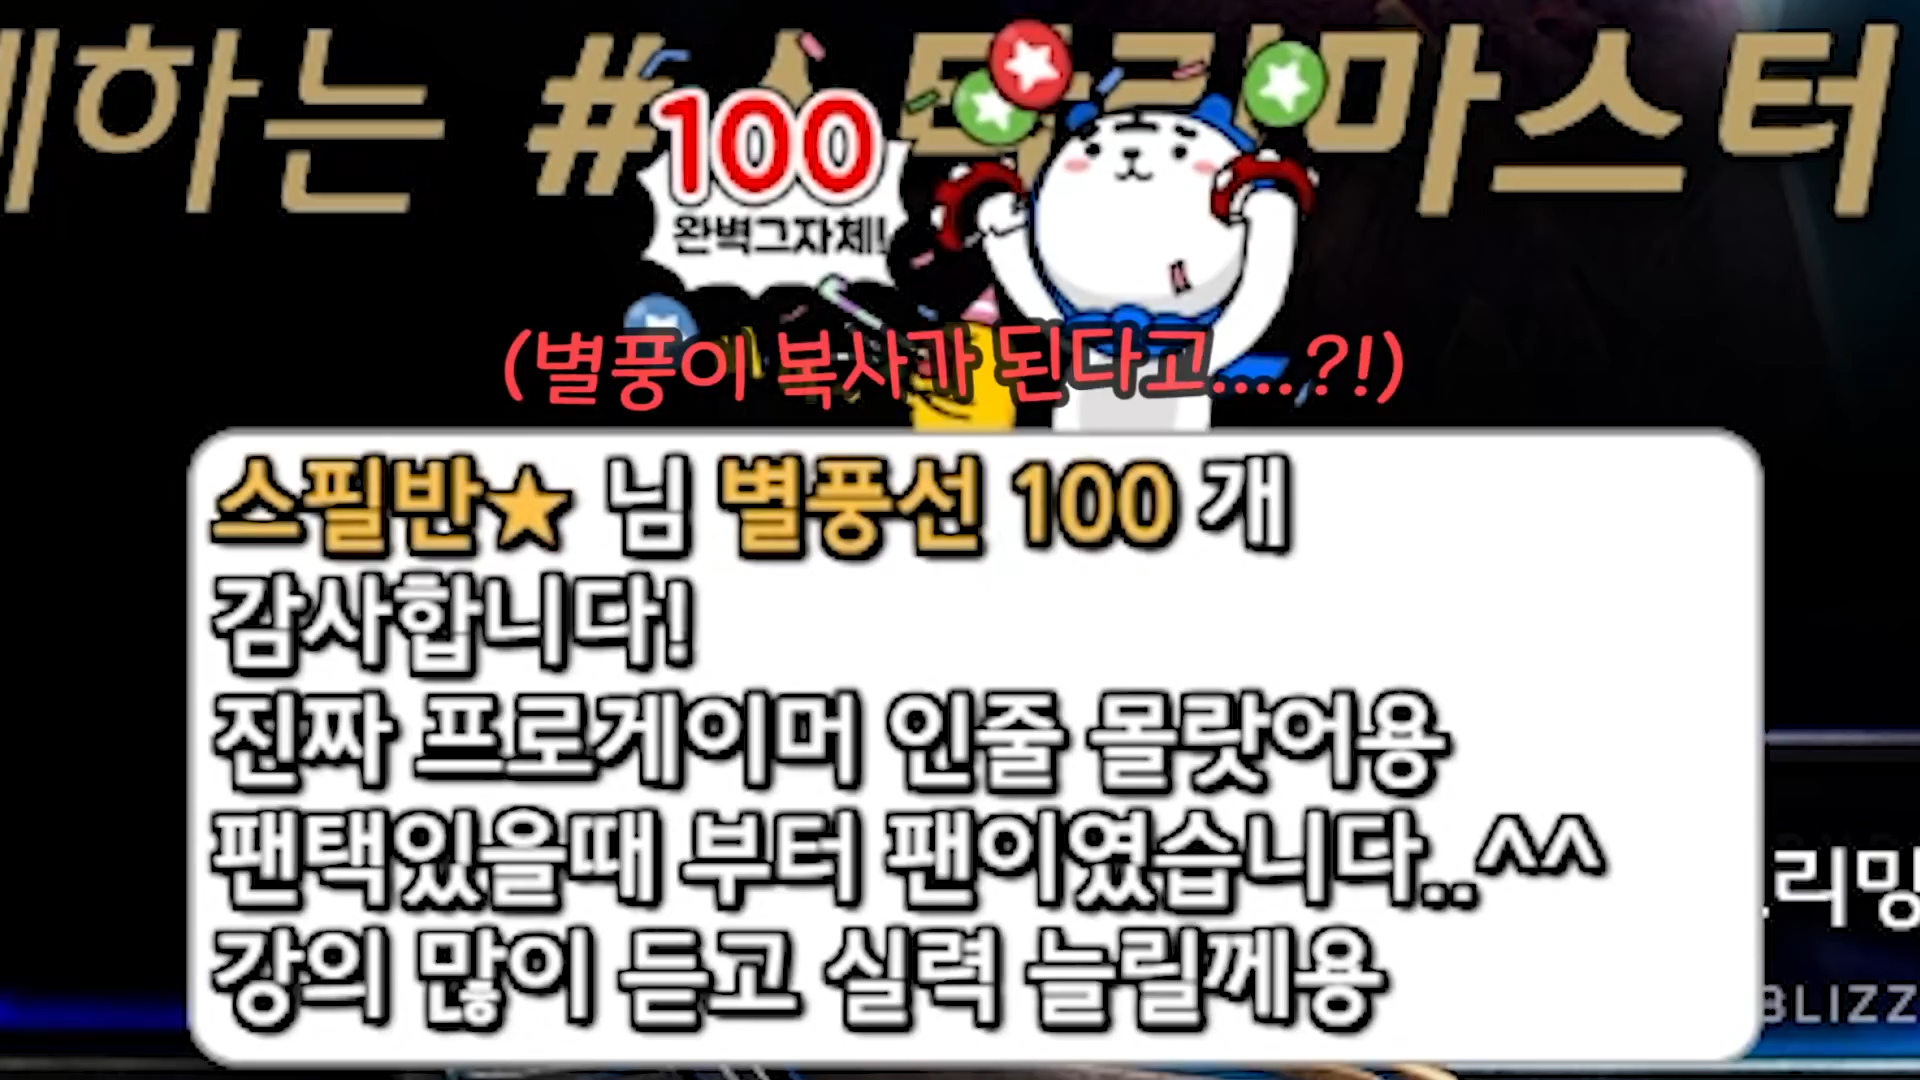 하는 #스타크마스터
100
완벽그자체!
(별풍이 복사가 된다고....?!)
스필반★ 님 별풍선 100 개
감사합니다!
진짜 프로게이머 인줄 몰랏어용
팬택있을때 부터 팬이였습니다..^^
강의 많이 듣고 실력 늘릴께용
리밍
BLIZZ